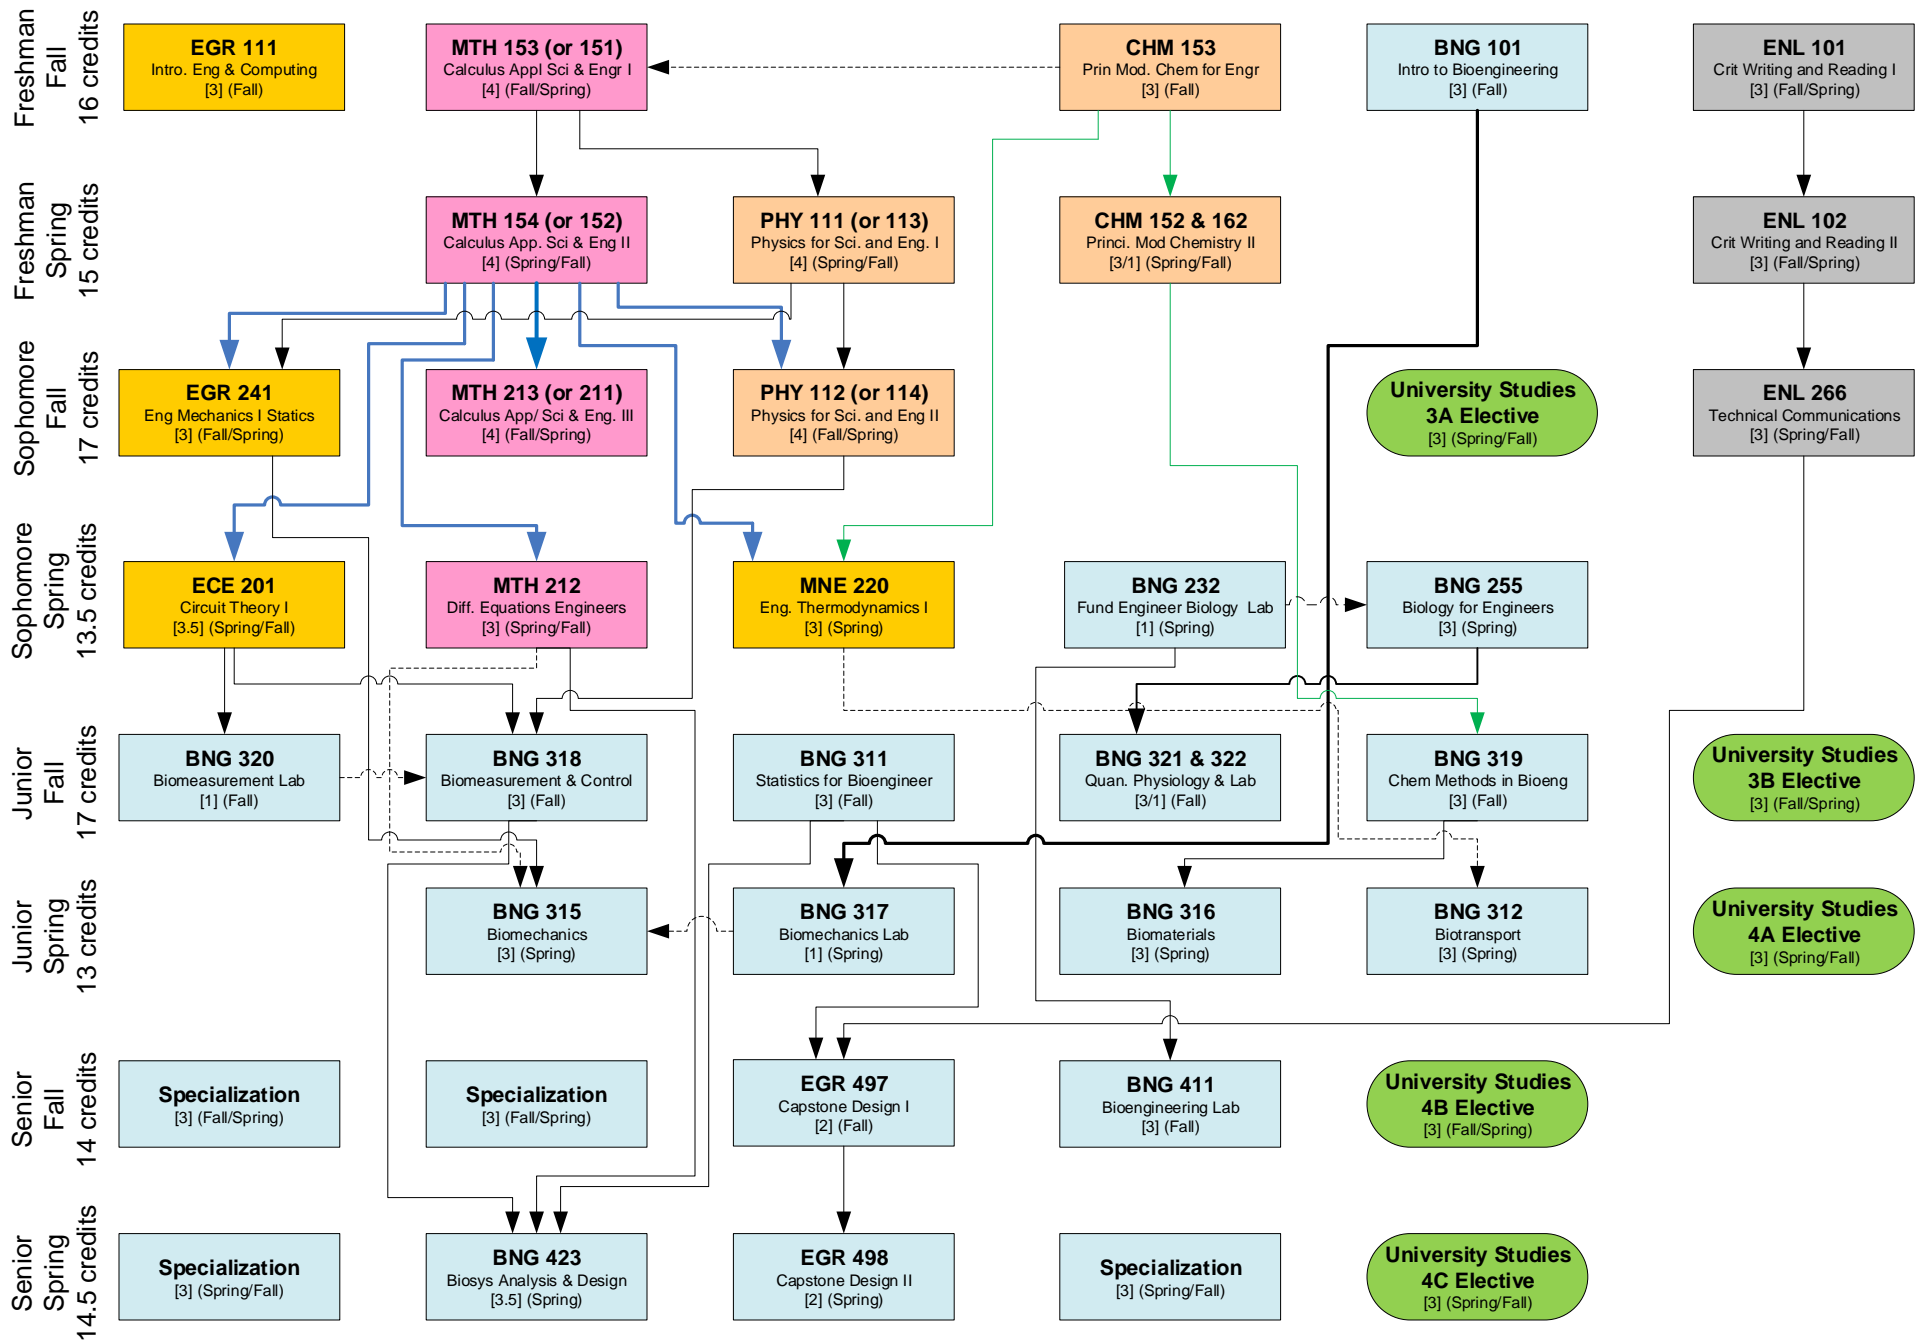 Freshman
Fall
16 credits
EGR 111
Intro. Eng & Computing
[3] (Fall)
MTH 153 (or 151)
Calculus Appl Sci & Engr I
[4] (Fall/Spring)
CHM 153
Prin Mod. Chem for Engr
[3] (Fall)
BNG 101
Intro to Bioengineering
[3] (Fall)
ENL 101
Crit Writing and Reading I
[3] (Fall/Spring)
Freshman
Spring
15 credits
MTH 154 (or 152)
Calculus App. Sci & Eng II
[4] (Spring/Fall)
PHY 111 (or 113)
Physics for Sci. and Eng. I
[4] (Spring/Fall)
CHM 152 & 162
Princi. Mod Chemistry II
[3/1] (Spring/Fall)
ENL 102
Crit Writing and Reading II
[3] (Fall/Spring)
Sophomore
Fall
17 credits
EGR 241
Eng Mechanics I Statics
[3] (Fall/Spring)
MTH 213 (or 211)
Calculus App/ Sci & Eng. III
[4] (Fall/Spring)
PHY 112 (or 114)
Physics for Sci. and Eng II
[4] (Fall/Spring)
University Studies
3A Elective
[3] (Spring/Fall)
ENL 266
Technical Communications
[3] (Spring/Fall)
Sophomore
Spring
13.5 credits
ECE 201
Circuit Theory I
[3.5] (Spring/Fall)
MTH 212
Diff. Equations Engineers
[3] (Spring/Fall)
MNE 220
Eng. Thermodynamics I
[3] (Spring)
BNG 232
Fund Engineer Biology Lab
[1] (Spring)
BNG 255
Biology for Engineers
[3] (Spring)
Junior
Fall
17 credits
BNG 320
Biomeasurement Lab
[1] (Fall)
BNG 318
Biomeasurement & Control
[3] (Fall)
BNG 311
Statistics for Bioengineer
[3] (Fall)
BNG 321 & 322
Quan. Physiology & Lab
[3/1] (Fall)
BNG 319
Chem Methods in Bioeng
[3] (Fall)
University Studies
3B Elective
[3] (Fall/Spring)
Junior
Spring
13 credits
BNG 315
Biomechanics
[3] (Spring)
BNG 317
Biomechanics Lab
[1] (Spring)
BNG 316
Biomaterials
[3] (Spring)
BNG 312
Biotransport
[3] (Spring)
University Studies
4A Elective
[3] (Spring/Fall)
Senior
Fall
14 credits
Specialization
[3] (Fall/Spring)
Specialization
[3] (Fall/Spring)
EGR 497
Capstone Design I
[2] (Fall)
BNG 411
Bioengineering Lab
[3] (Fall)
University Studies
4B Elective
[3] (Fall/Spring)
Senior
Spring
14.5 credits
Specialization
[3] (Spring/Fall)
BNG 423
Biosys Analysis & Design
[3.5] (Spring)
EGR 498
Capstone Design II
[2] (Spring)
Specialization
[3] (Spring/Fall)
University Studies
4C Elective
[3] (Spring/Fall)